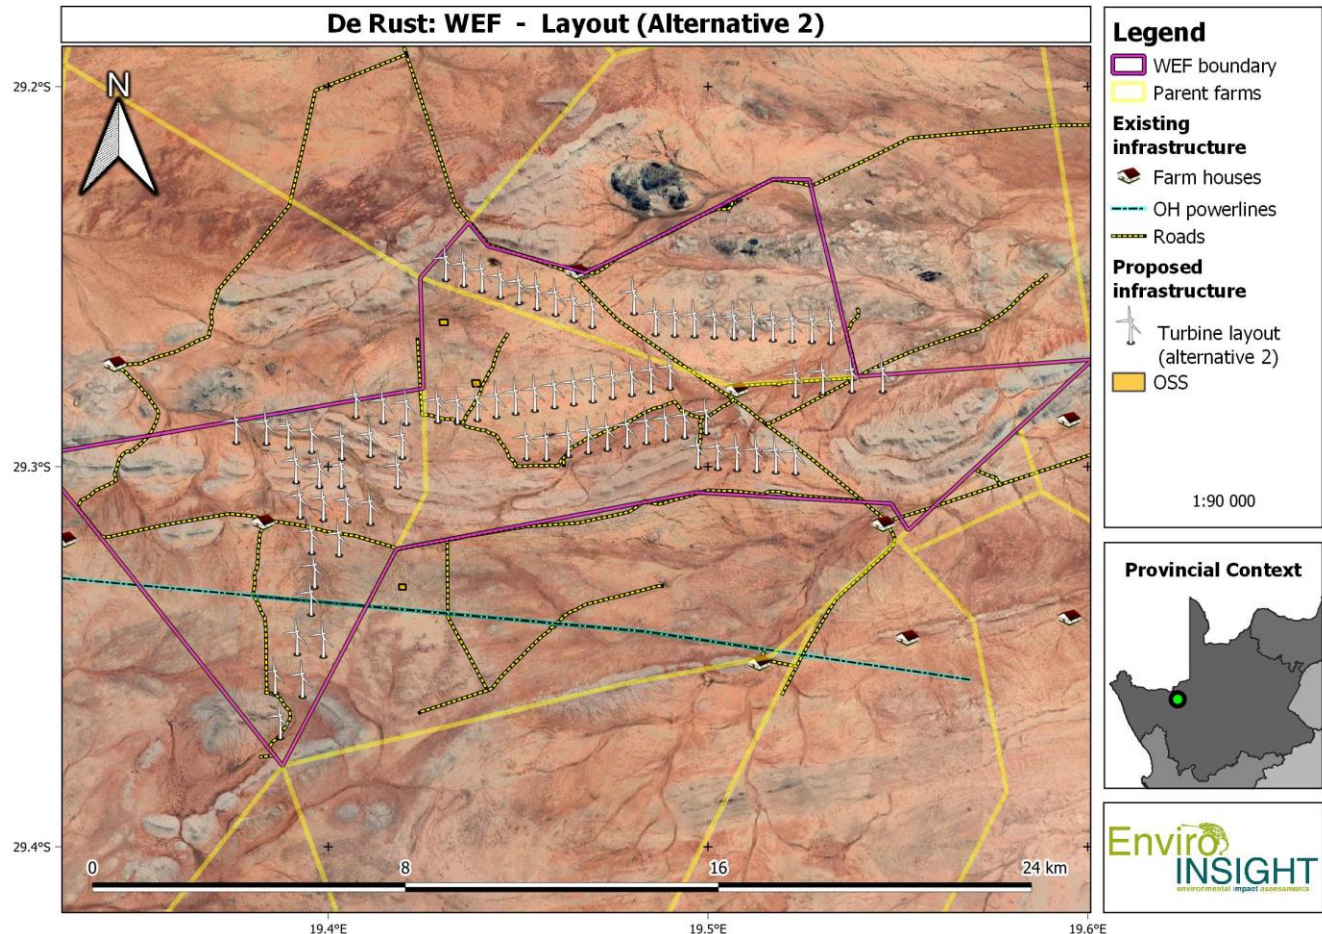 De Rust: WEF - Layout (Alternative 2)
N
29.2°S
29.3°S
29.4°S
0 8 16 24 km
19.4°E 19.5°E 19.6°E
Legend
WEF boundary
Parent farms
Existing
infrastructure
Farm houses
OH powerlines
Roads
Proposed
infrastructure
Turbine layout
(alternative 2)
OSS
1:90 000
Provincial Context
Enviro
INSIGHT
environmental impact assessments